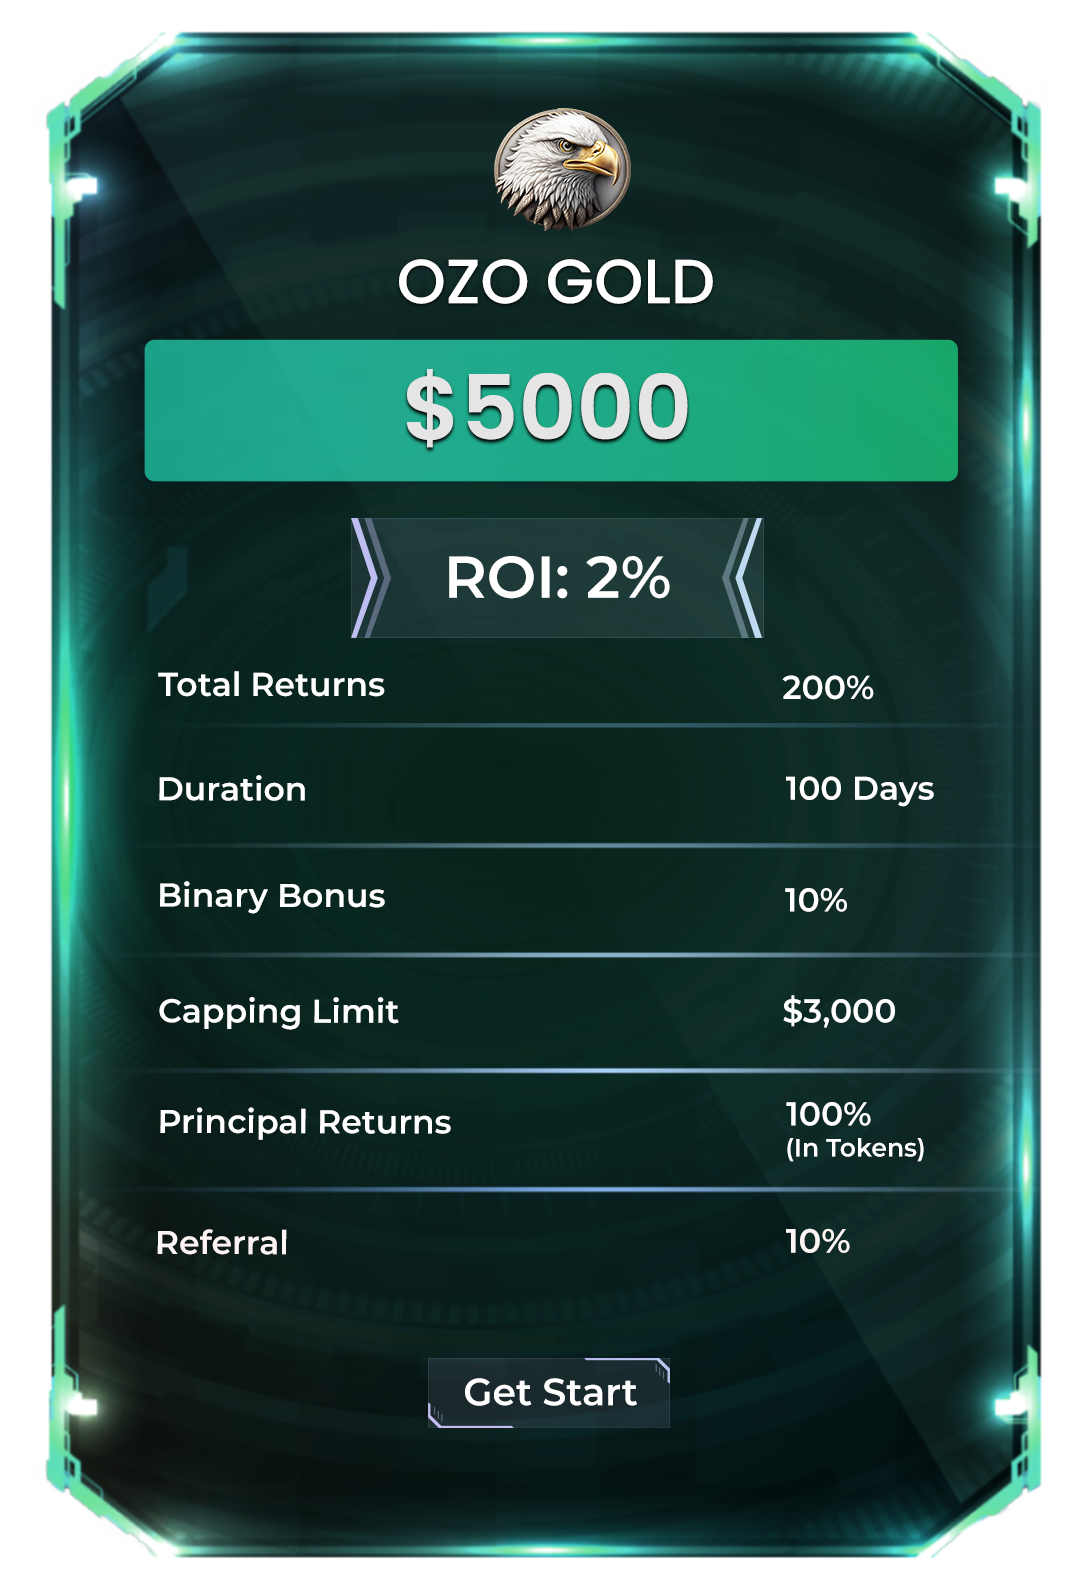 OZO GOLD
$5000
ROI: 2%
Total Returns 200%
Duration 100 Days
Binary Bonus 10%
Capping Limit $3,000
Principal Returns 100%
(In Tokens)
Referral 10%
Get Start